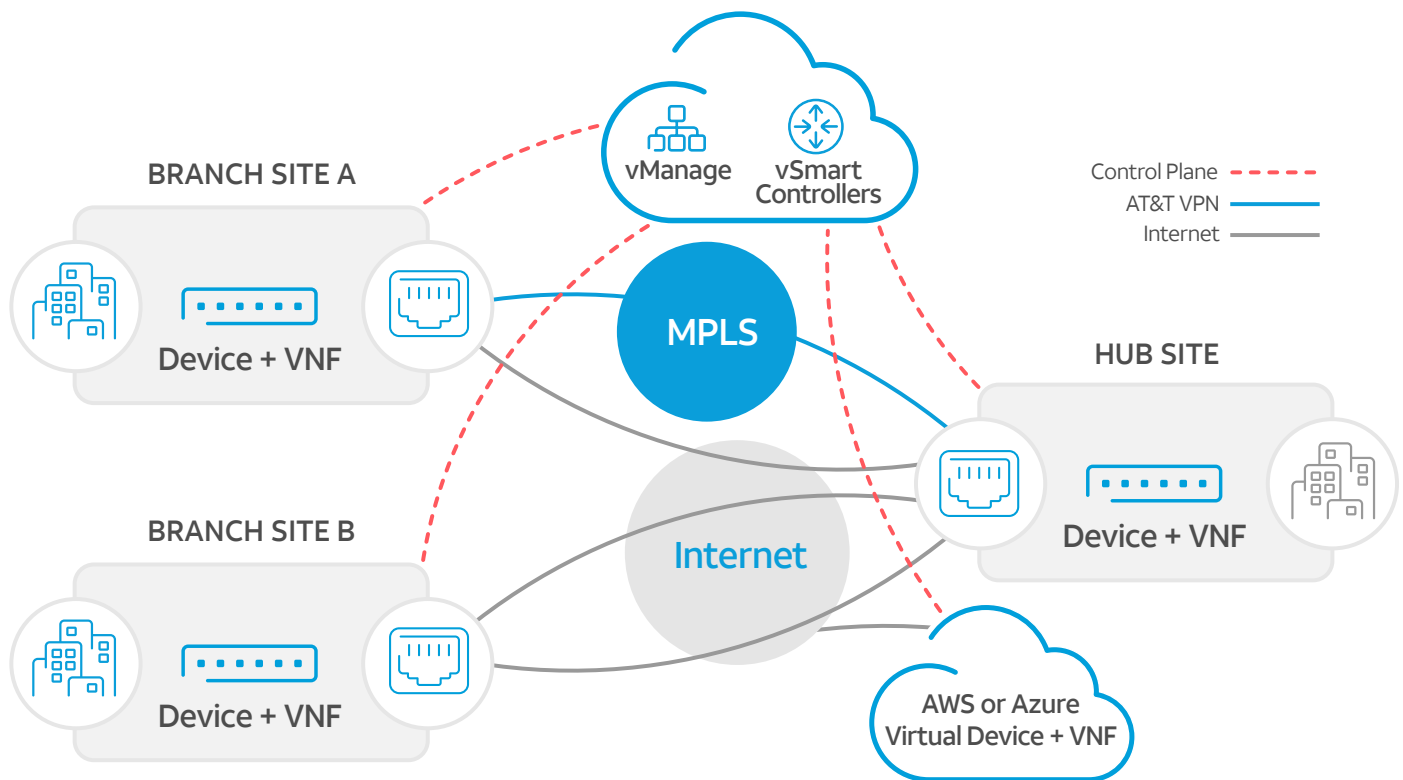 vManage
vSmart
Controllers
BRANCH SITE A
Device + VNF
Control Plane
AT&T VPN
Internet
MPLS
HUB SITE
Device + VNF
BRANCH SITE B
Device + VNF
Internet
AWS or Azure
Virtual Device + VNF